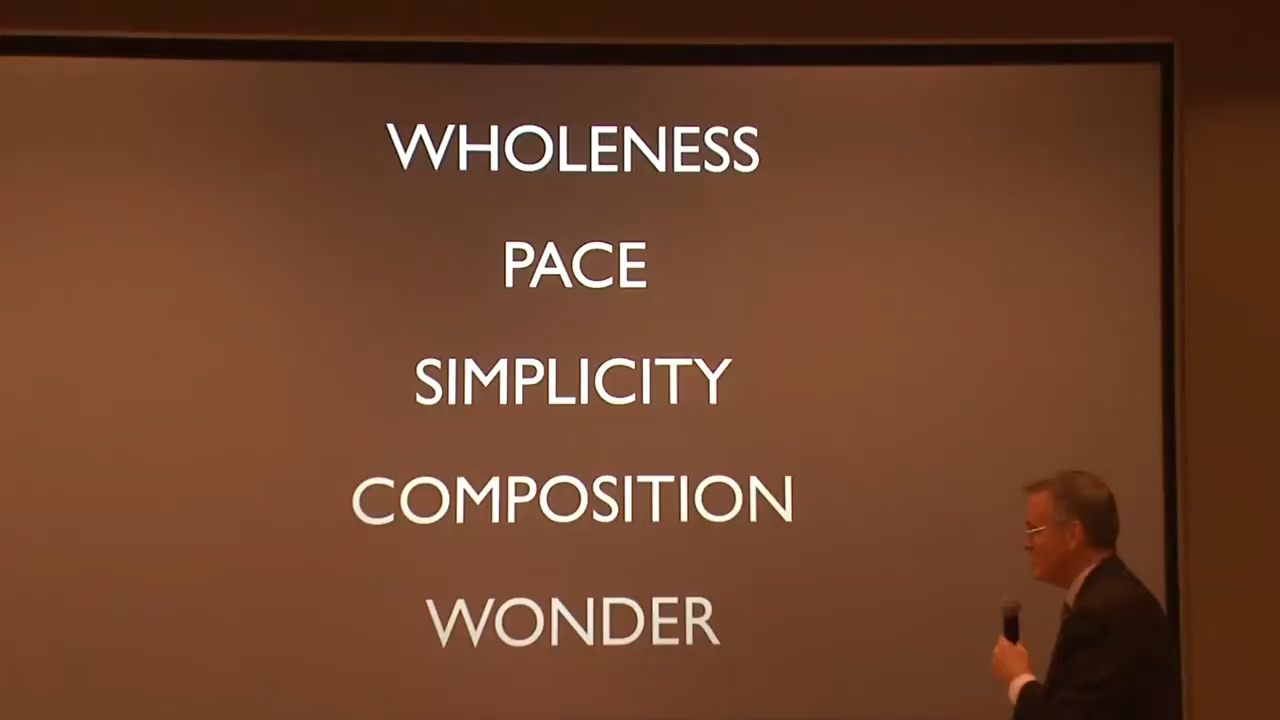 WHOLENESS
PACE
SIMPLICITY
COMPOSITION
WONDER